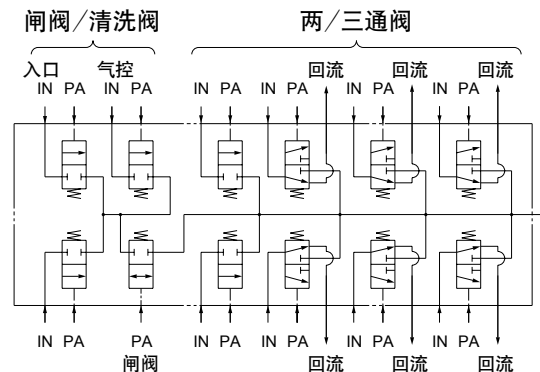 闸阀/清洗阀 两/三通阀
入口 气控 回流 回流 回流
IN PA IN PA IN PA IN PA IN PA IN PA
IN PA PA IN PA IN PA IN PA IN PA
闸阀 回流 回流 回流